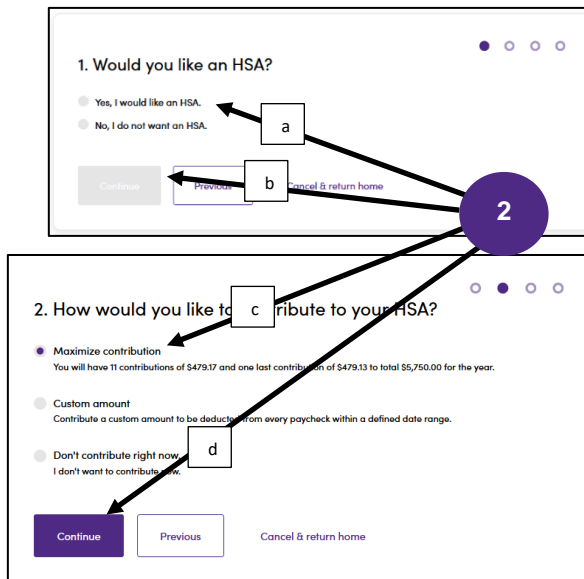 1. Would you like an HSA?
Yes, I would like an HSA.
a
No, I do not want an HSA.
Continue
Previous
b
Cancel & return home
2
2. How would you like to contribute to your HSA?
c
Maximize contribution
You will have 11 contributions of $479.17 and one last contribution of $479.13 to total $5,750.00 for the year.
Custom amount
Contribute a custom amount to be deducted from every paycheck within a defined date range.
Don't contribute right now.
d
I don't want to contribute now.
Continue
Previous
Cancel & return home